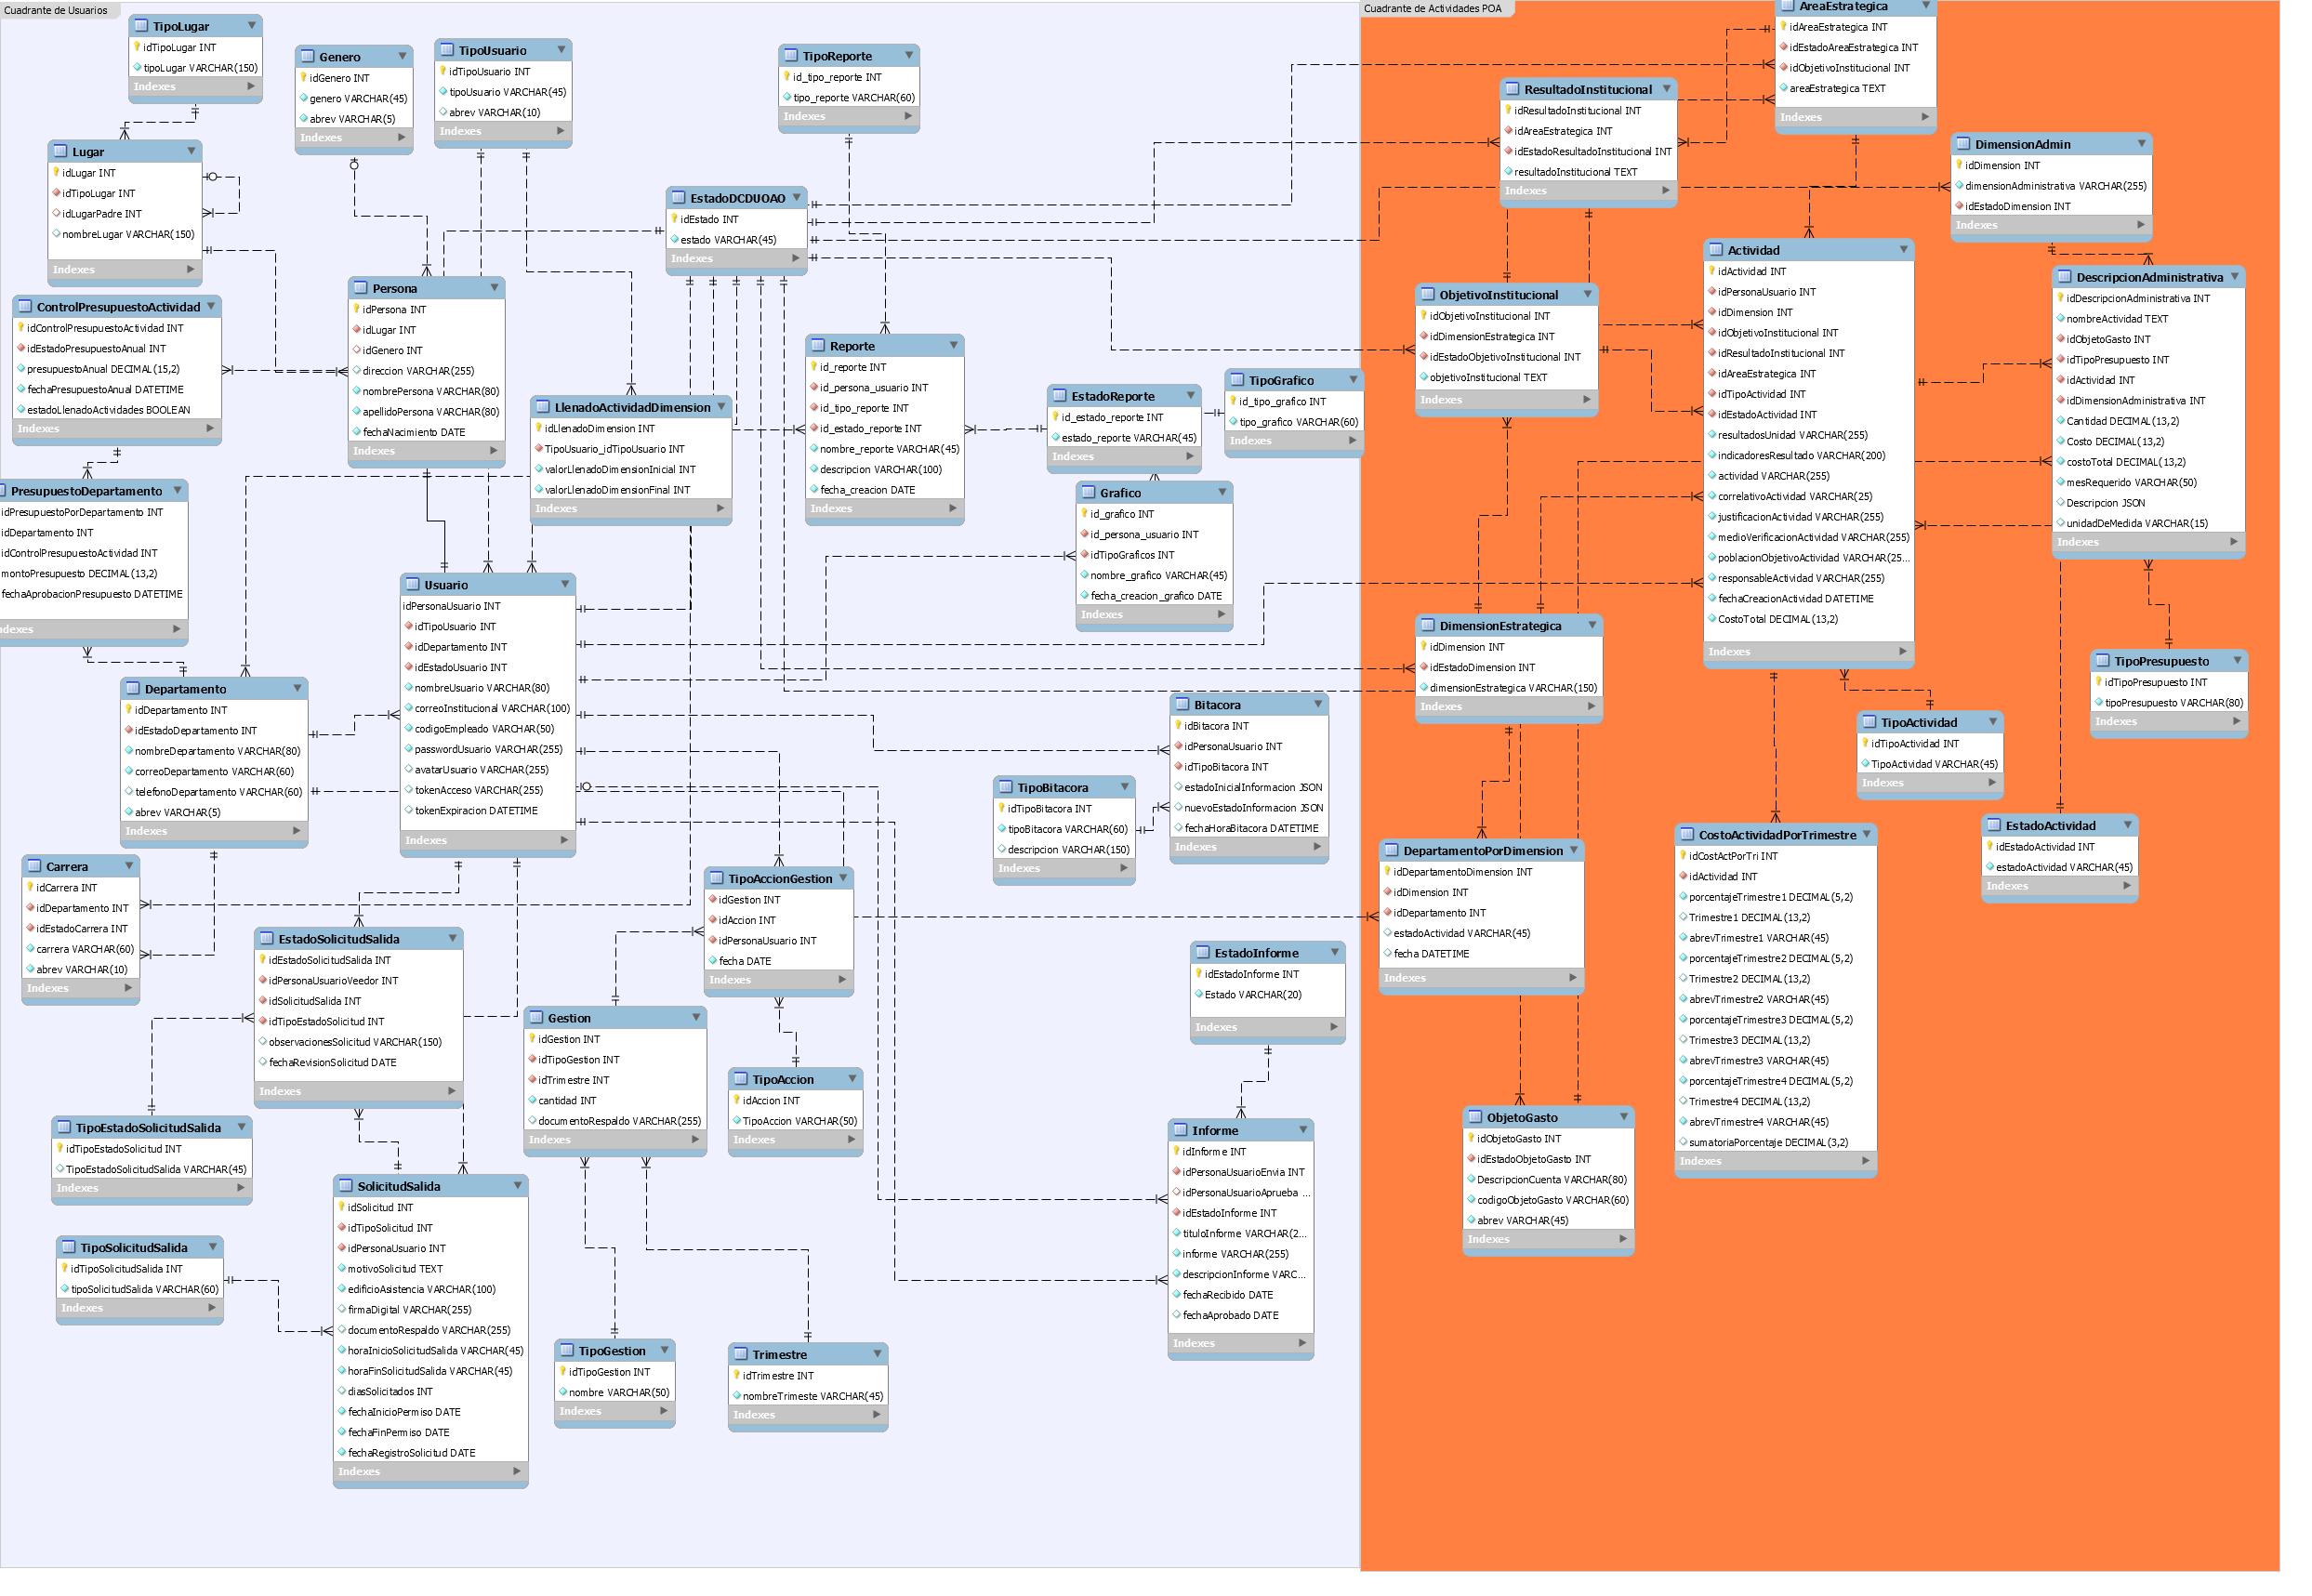 Cuadrante de Usuarios
TipoLugar
idTipoLugar INT
tipoLugar VARCHAR(150)
Indexes
Genero
idGenero INT
genero VARCHAR(45)
abrev VARCHAR(5)
Indexes
TipoUsuario
idTipoUsuario INT
tipoUsuario VARCHAR(45)
abrev VARCHAR(10)
Indexes
TipoReporte
id_tipo_reporte INT
tipo_reporte VARCHAR(60)
Indexes
Lugar
idLugar INT
idTipoLugar INT
idLugarPadre INT
nombreLugar VARCHAR(150)
Indexes
EstadoDCDUOAO
idEstado INT
estado VARCHAR(45)
Indexes
Persona
idPersona INT
idLugar INT
idGenero INT
direccion VARCHAR(255)
nombrePersona VARCHAR(80)
apellidoPersona VARCHAR(80)
fechaNacimiento DATE
Indexes
ControlPresupuestoActividad
idControlPresupuestoActividad INT
idEstadoPresupuestoAnual INT
presupuestoAnual DECIMAL(15,2)
fechaPresupuestoAnual DATETIME
estadoLlenadoActividades BOOLEAN
Indexes
LlenadoActividadDimension
idLlenadoDimension INT
TipoUsuario_idTipoUsuario INT
valorLlenadoDimensionInicial INT
valorLlenadoDimensionFinal INT
Indexes
Reporte
id_reporte INT
id_persona_usuario INT
id_tipo_reporte INT
id_estado_reporte INT
nombre_reporte VARCHAR(45)
descripcion VARCHAR(100)
fecha_creacion DATE
Indexes
EstadoReporte
id_estado_reporte INT
estado_reporte VARCHAR(45)
Indexes
TipoGrafico
id_tipo_grafico INT
tipo_grafico VARCHAR(60)
Indexes
Grafico
id_grafico INT
id_persona_usuario INT
idTipoGraficos INT
nombre_grafico VARCHAR(45)
fecha_creacion_grafico DATE
Indexes
PresupuestoDepartamento
idPresupuestoPorDepartamento INT
idDepartamento INT
idControlPresupuestoActividad INT
montoPresupuesto DECIMAL(13,2)
fechaAprobacionPresupuesto DATETIME
ndexes
Usuario
idPersonaUsuario INT
idTipoUsuario INT
idDepartamento INT
idEstadoUsuario INT
nombreUsuario VARCHAR(80)
correoInstitucional VARCHAR(100)
codigoEmpleado VARCHAR(50)
passwordUsuario VARCHAR(255)
avatarUsuario VARCHAR(255)
tokenAcceso VARCHAR(255)
tokenExpiracion DATETIME
Indexes
Departamento
idDepartamento INT
idEstadoDepartamento INT
nombreDepartamento VARCHAR(80)
correoDepartamento VARCHAR(60)
telefonoDepartamento VARCHAR(60)
abrev VARCHAR(5)
Indexes
Bitacora
idBitacora INT
idPersonaUsuario INT
idTipoBitacora INT
estadoInicialInformacion JSON
nuevoEstadoInformacion JSON
fechaHoraBitacora DATETIME
Indexes
TipoBitacora
idTipoBitacora INT
tipoBitacora VARCHAR(60)
descripcion VARCHAR(150)
Indexes
Carrera
idCarrera INT
idDepartamento INT
idEstadoCarrera INT
carrera VARCHAR(60)
abrev VARCHAR(10)
Indexes
TipoAccionGestion
idGestion INT
idAccion INT
idPersonaUsuario INT
fecha DATE
Indexes
EstadoSolicitudSalida
idEstadoSolicitudSalida INT
idPersonaUsuarioVeedor INT
idSolicitudSalida INT
idTipoEstadoSolicitud INT
observacionesSolicitud VARCHAR(150)
fechaRevisionSolicitud DATE
Indexes
EstadoInforme
idEstadoInforme INT
Estado VARCHAR(20)
Indexes
Gestion
idGestion INT
idTipoGestion INT
idTrimestre INT
cantidad INT
documentoRespaldo VARCHAR(255)
Indexes
TipoAccion
idAccion INT
TipoAccion VARCHAR(50)
Indexes
TipoEstadoSolicitudSalida
idTipoEstadoSolicitud INT
TipoEstadoSolicitudSalida VARCHAR(45)
Indexes
Informe
idInforme INT
idPersonaUsuarioEnvia INT
idPersonaUsuarioAprueba ...
idEstadoInforme INT
tituloInforme VARCHAR(2...
informe VARCHAR(255)
descripcionInforme VARC...
fechaRecibido DATE
fechaAprobado DATE
Indexes
SolicitudSalida
idSolicitud INT
idTipoSolicitud INT
idPersonaUsuario INT
motivoSolicitud TEXT
edificioAsistencia VARCHAR(100)
firmaDigital VARCHAR(255)
documentoRespaldo VARCHAR(255)
horaInicioSolicitudSalida VARCHAR(45)
horaFinSolicitudSalida VARCHAR(45)
diasSolicitados INT
fechaInicioPermiso DATE
fechaFinPermiso DATE
fechaRegistroSolicitud DATE
Indexes
TipoSolicitudSalida
idTipoSolicitudSalida INT
tipoSolicitudSalida VARCHAR(60)
Indexes
TipoGestion
idTipoGestion INT
nombre VARCHAR(50)
Indexes
Trimestre
idTrimestre INT
nombreTrimeste VARCHAR(45)
Indexes
Cuadrante de Actividades POA
AreaEstrategica
idAreaEstrategica INT
idEstadoAreaEstrategica INT
idObjetivoInstitucional INT
areaEstrategica TEXT
Indexes
ResultadoInstitucional
idResultadoInstitucional INT
idAreaEstrategica INT
idEstadoResultadoInstitucional INT
resultadoInstitucional TEXT
Indexes
DimensionAdmin
idDimension INT
dimensionAdministrativa VARCHAR(255)
idEstadoDimension INT
Indexes
Actividad
idActividad INT
idPersonaUsuario INT
idDimension INT
idObjetivoInstitucional INT
idResultadoInstitucional INT
idAreaEstrategica INT
idTipoActividad INT
idEstadoActividad INT
resultadosUnidad VARCHAR(255)
indicadoresResultado VARCHAR(200)
actividad VARCHAR(255)
correlativoActividad VARCHAR(25)
justificacionActividad VARCHAR(255)
medioVerificacionActividad VARCHAR(255)
poblacionObjetivoActividad VARCHAR(25...
responsableActividad VARCHAR(255)
fechaCreacionActividad DATETIME
CostoTotal DECIMAL(13,2)
Indexes
DescripcionAdministrativa
idDescripcionAdministrativa INT
nombreActividad TEXT
idObjetoGasto INT
idTipoPresupuesto INT
idActividad INT
idDimensionAdministrativa INT
Cantidad DECIMAL(13,2)
Costo DECIMAL(13,2)
costoTotal DECIMAL(13,2)
mesRequerido VARCHAR(50)
Descripcion JSON
unidadDeMedida VARCHAR(15)
Indexes
ObjetivoInstitucional
idObjetivoInstitucional INT
idDimensionEstrategica INT
idEstadoObjetivoInstitucional INT
objetivoInstitucional TEXT
Indexes
DimensionEstrategica
idDimension INT
idEstadoDimension INT
dimensionEstrategica VARCHAR(150)
Indexes
TipoPresupuesto
idTipoPresupuesto INT
tipoPresupuesto VARCHAR(80)
Indexes
TipoActividad
idTipoActividad INT
TipoActividad VARCHAR(45)
Indexes
EstadoActividad
idEstadoActividad INT
estadoActividad VARCHAR(45)
Indexes
CostoActividadPorTrimestre
idCostActPorTri INT
idActividad INT
porcentajeTrimestre1 DECIMAL(5,2)
Trimestre1 DECIMAL(13,2)
abrevTrimestre1 VARCHAR(45)
porcentajeTrimestre2 DECIMAL(5,2)
Trimestre2 DECIMAL(13,2)
abrevTrimestre2 VARCHAR(45)
porcentajeTrimestre3 DECIMAL(5,2)
Trimestre3 DECIMAL(13,2)
abrevTrimestre3 VARCHAR(45)
porcentajeTrimestre4 DECIMAL(5,2)
Trimestre4 DECIMAL(13,2)
abrevTrimestre4 VARCHAR(45)
sumatoriaPorcentaje DECIMAL(3,2)
Indexes
DepartamentoPorDimension
idDepartamentoDimension INT
idDimension INT
idDepartamento INT
estadoActividad VARCHAR(45)
fecha DATETIME
Indexes
ObjetoGasto
idObjetoGasto INT
idEstadoObjetoGasto INT
DescripcionCuenta VARCHAR(80)
codigoObjetoGasto VARCHAR(60)
abrev VARCHAR(45)
Indexes